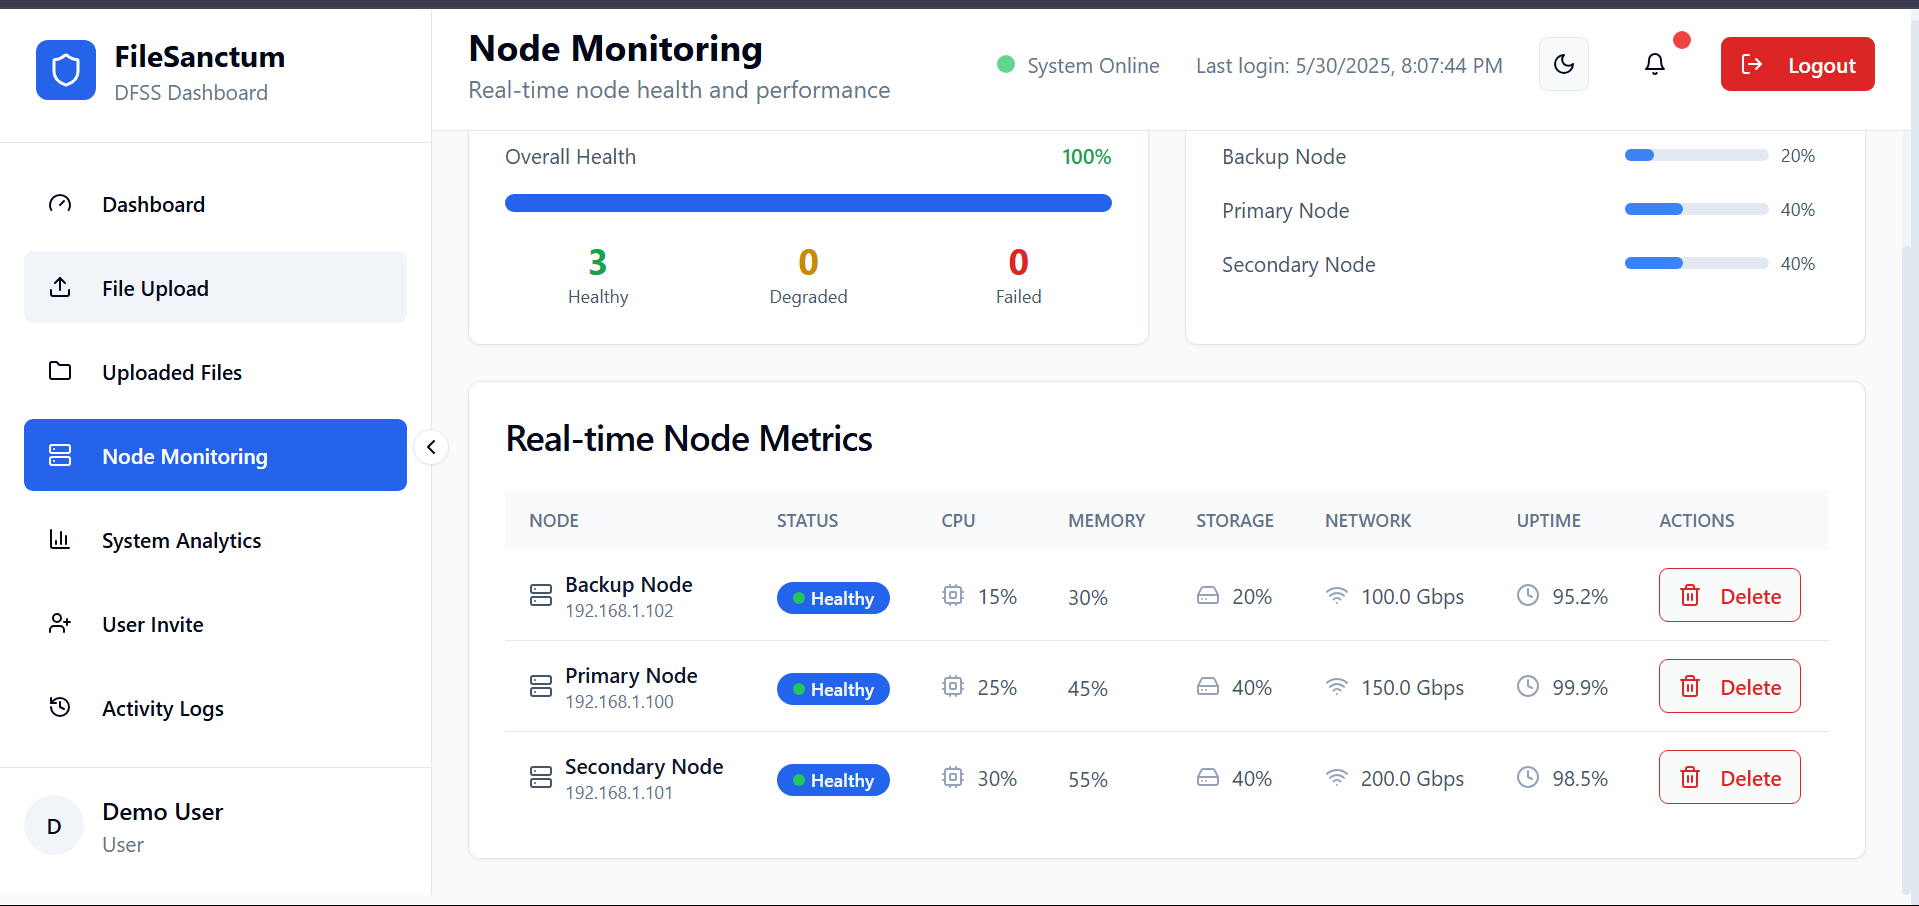 FileSanctum
DFSS Dashboard
Dashboard
File Upload
Uploaded Files
Node Monitoring
System Analytics
User Invite
Activity Logs
D
Demo User
User
Node Monitoring
Real-time node health and performance
System Online
Last login: 5/30/2025, 8:07:44 PM
Logout
Overall Health 100%
3 0 0
Healthy Degraded Failed
Backup Node 20%
Primary Node 40%
Secondary Node 40%
Real-time Node Metrics
NODE STATUS CPU MEMORY STORAGE NETWORK UPTIME ACTIONS
Backup Node
192.168.1.102
Healthy 15% 30% 20% 100.0 Gbps 95.2% Delete
Primary Node
192.168.1.100
Healthy 25% 45% 40% 150.0 Gbps 99.9% Delete
Secondary Node
192.168.1.101
Healthy 30% 55% 40% 200.0 Gbps 98.5% Delete